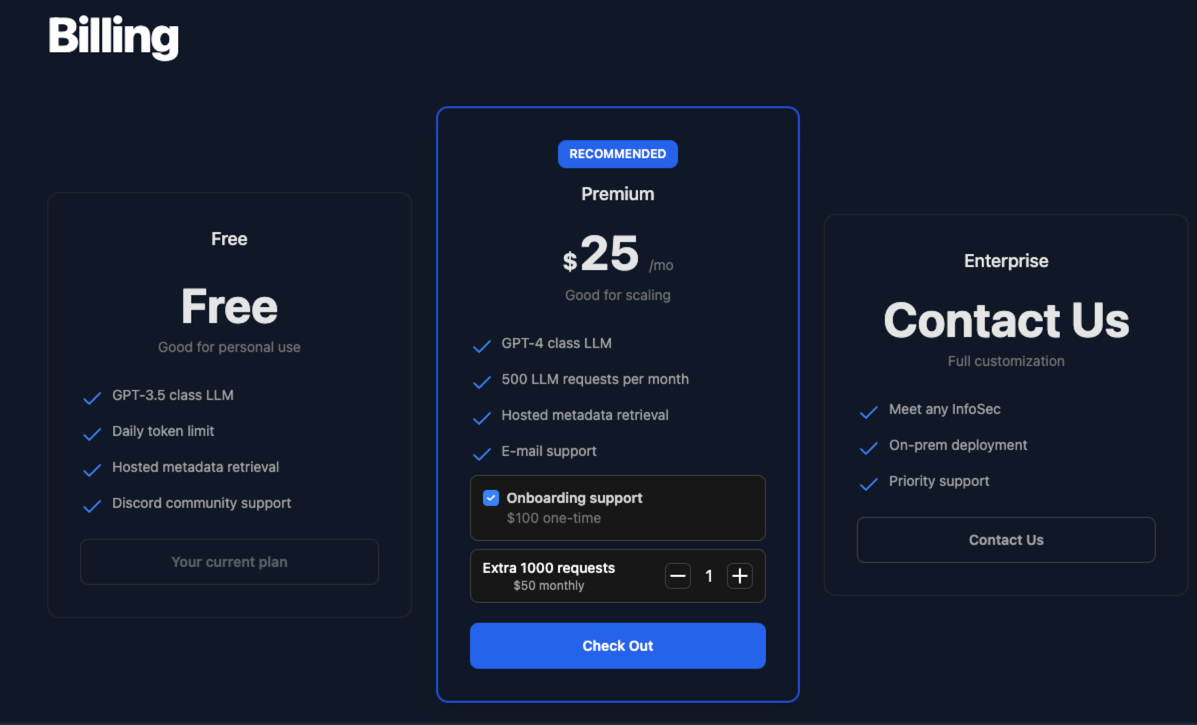 Billing
Free
Free
Good for personal use
GPT-3.5 class LLM
Daily token limit
Hosted metadata retrieval
Discord community support
Your current plan
RECOMMENDED
Premium
$25 /mo
Good for scaling
GPT-4 class LLM
500 LLM requests per month
Hosted metadata retrieval
E-mail support
Onboarding support
$100 one-time
Extra 1000 requests
$50 monthly
1
Check Out
Enterprise
Contact Us
Full customization
Meet any InfoSec
On-prem deployment
Priority support
Contact Us